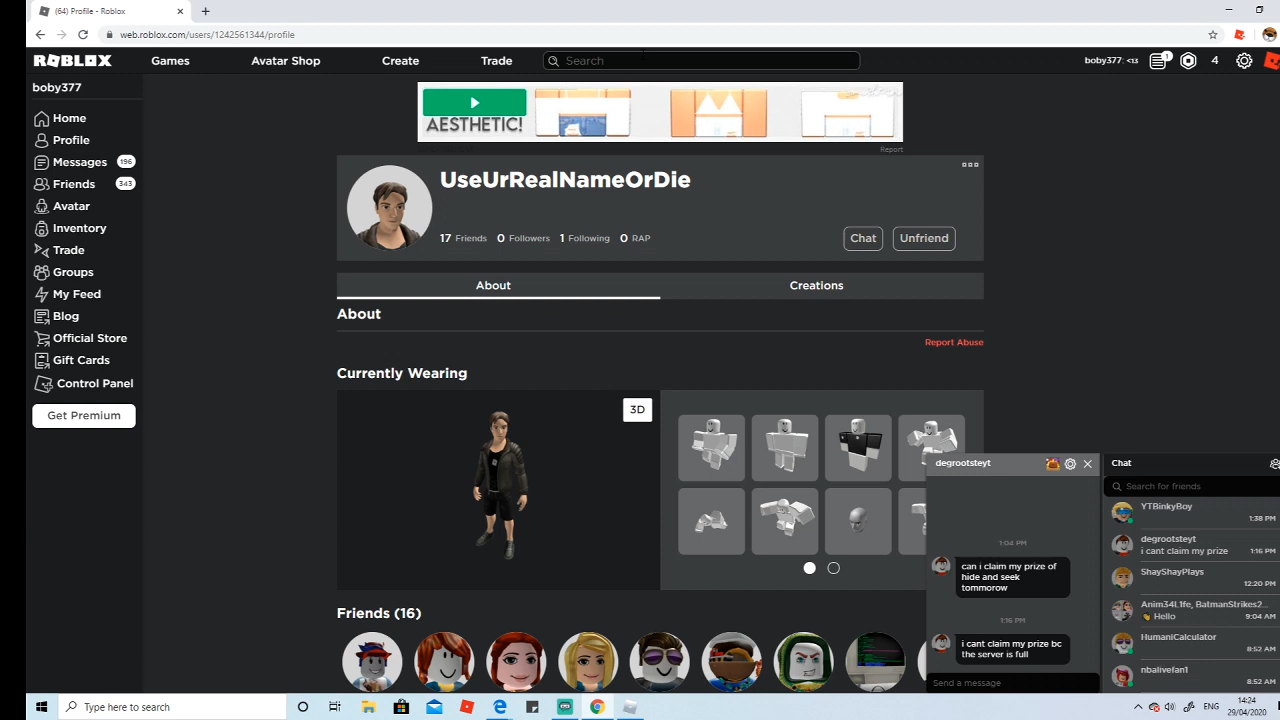 (64) Profile - Roblox
web.roblox.com/users/1242561344/profile
ROBLOX
Games
Avatar Shop
Create
Trade
Search
boby377: <13
1
4
boby377
Home
Profile
Messages 196
Friends 343
Avatar
Inventory
Trade
Groups
My Feed
Blog
Official Store
Gift Cards
Control Panel
Get Premium
AESTHETIC!
Report
UseUrRealNameOrDie
17 Friends 0 Followers 1 Following 0 RAP
Chat
Unfriend
About
Creations
About
Report Abuse
Currently Wearing
3D
Friends (16)
degrootsteyt
1:04 PM
can i claim my prize of
hide and seek
tommorow
1:16 PM
i cant claim my prize bc
the server is full
Send a message
Chat
Search for friends
YTBinkyBoy
1:38 PM
degrootsteyt
i cant claim my prize 1:16 PM
ShayShayPlays
12:20 PM
Anim34L1fe, BatmanStrikes2...
Hello 9:04 AM
HumaniCalculator
8:52 AM
nbalivefan1
8:52 AM
Type here to search
ENG
14:24
29/04/2020